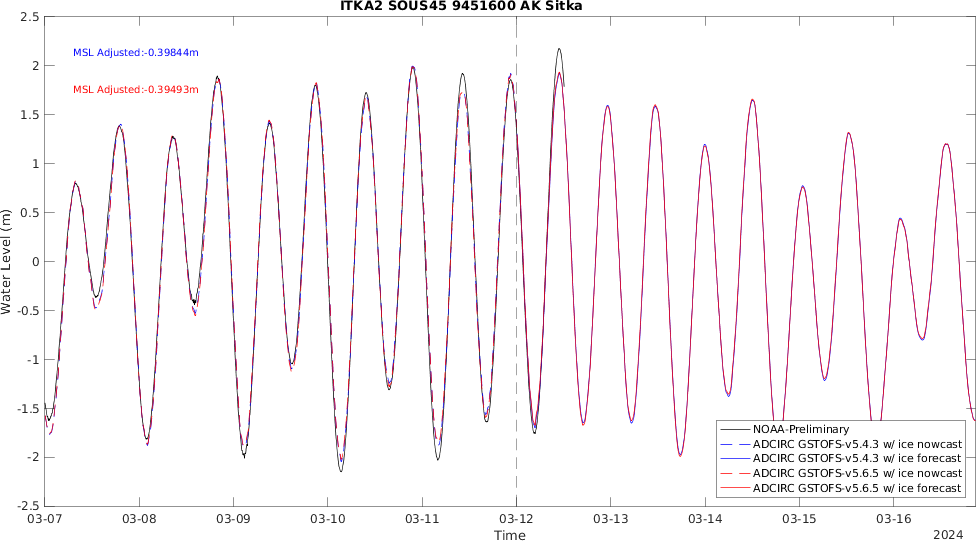 ITKA2 SOUS45 9451600 AK Sitka
MSL Adjusted:-0.39844m
MSL Adjusted:-0.39493m
Water Level (m)
2.5
2
1.5
1
0.5
0
-0.5
-1
-1.5
-2
-2.5
NOAA-Preliminary
ADCIRC GSTOFS-v5.4.3 w/ ice nowcast
ADCIRC GSTOFS-v5.4.3 w/ ice forecast
ADCIRC GSTOFS-v5.6.5 w/ ice nowcast
ADCIRC GSTOFS-v5.6.5 w/ ice forecast
03-07 03-08 03-09 03-10 03-11 03-12 03-13 03-14 03-15 03-16
Time
2024